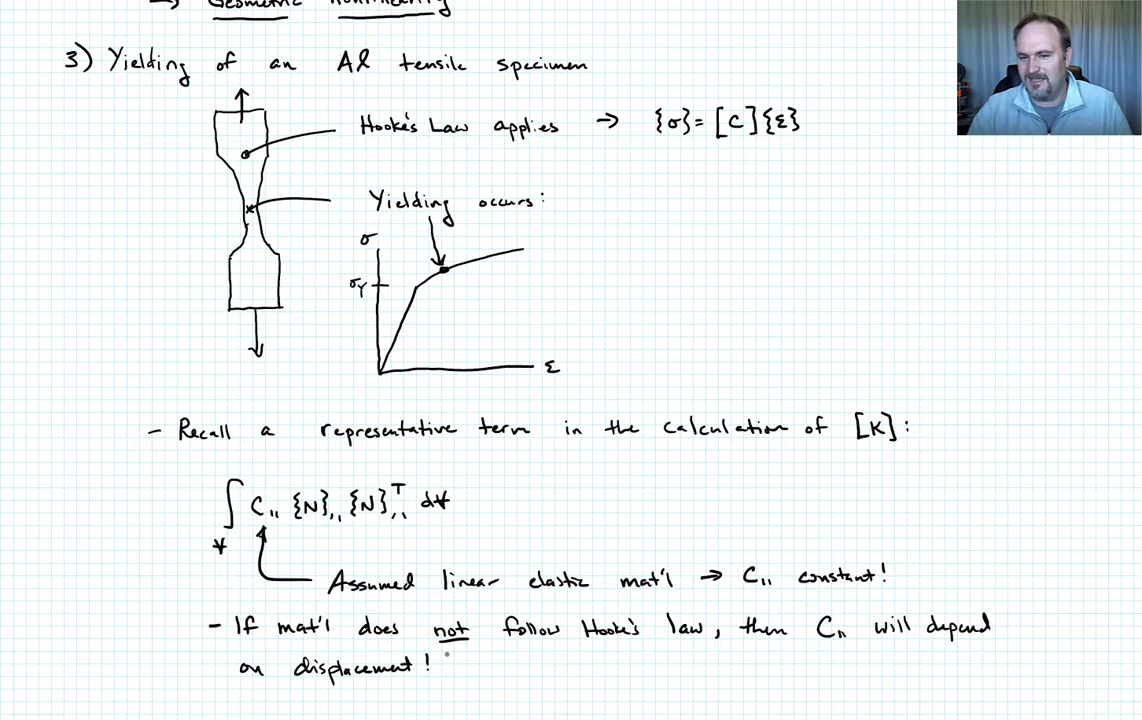 → Geometric Nonlinearity
3) Yielding of an Al tensile specimen
Hooke's Law applies → {σ} = [C]{ε}
Yielding occurs:
σ
σY
ε
- Recall a representative term in the calculation of [K]:
∫V C11 {N},1 {N}T,1 dV
Assumed linear elastic mat'l → C11 constant!
- If mat'l does not follow Hooke's law, then C11 will depend
on displacement!